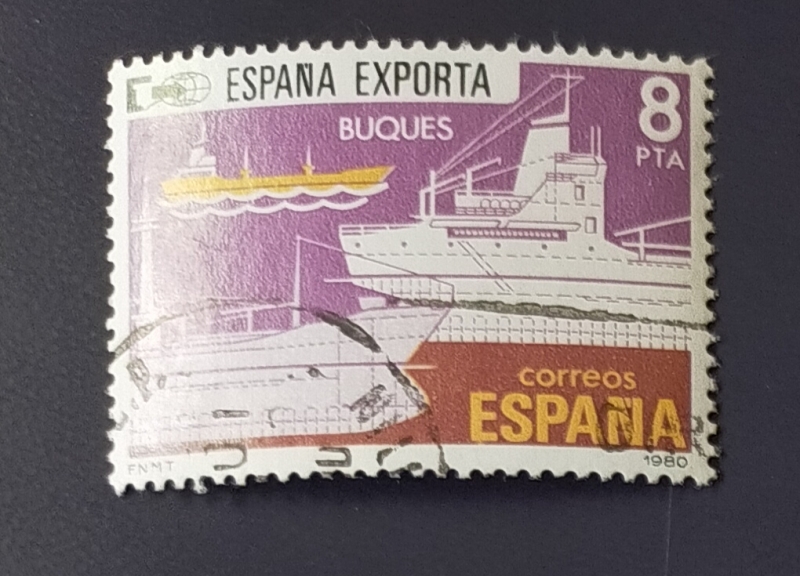 ESPAÑA EXPORTA
8
PTA
BUQUES
correos
ESPAÑA
FNMT
1980